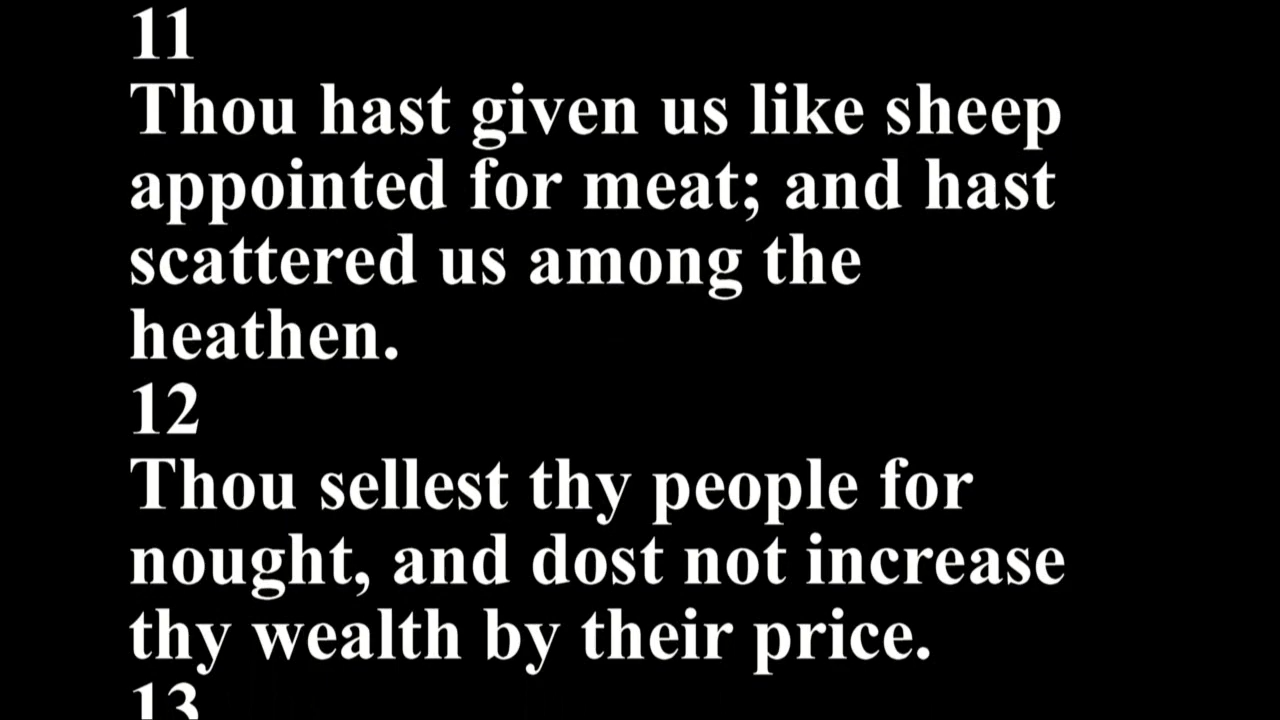 11
Thou hast given us like sheep
appointed for meat; and hast
scattered us among the
heathen.
12
Thou sellest thy people for
nought, and dost not increase
thy wealth by their price.
13